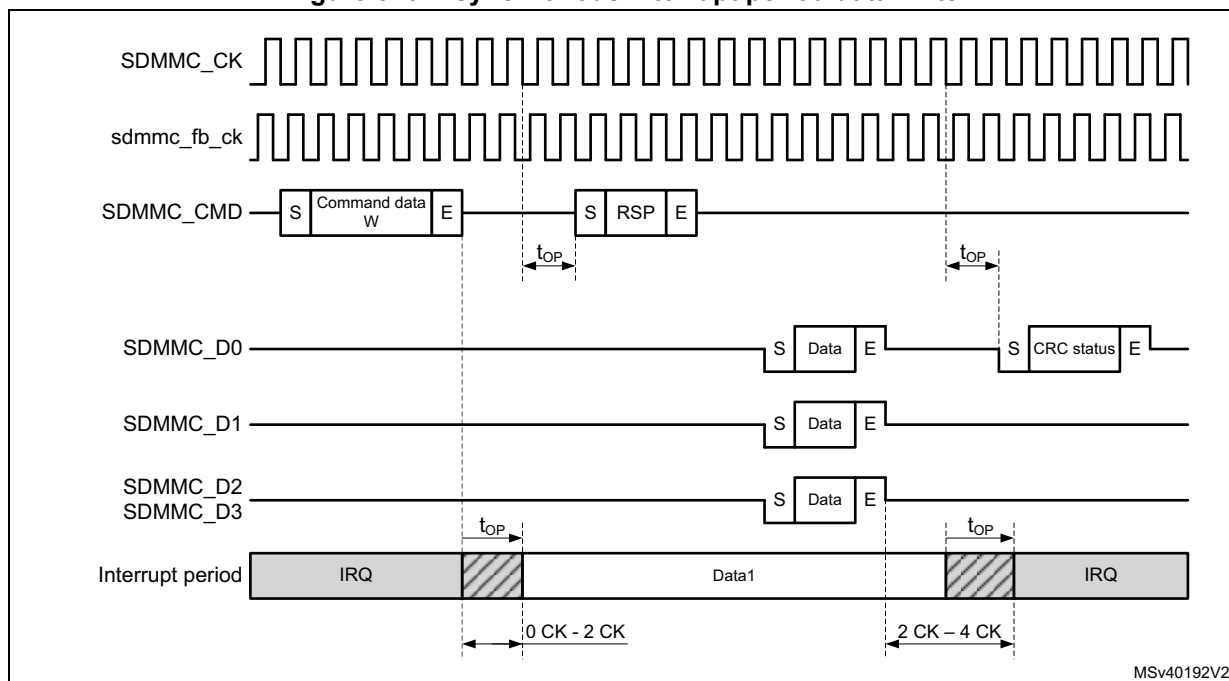 SDMMC_CK
sdmmc_fb_ck
SDMMC_CMD
S
Command data
W
E
S
RSP
E
tOP
tOP
SDMMC_D0
S
Data
E
S
CRC status
E
SDMMC_D1
S
Data
E
SDMMC_D2
SDMMC_D3
S
Data
E
tOP
tOP
Interrupt period
IRQ
Data1
IRQ
0 CK - 2 CK
2 CK – 4 CK
MSv40192V2